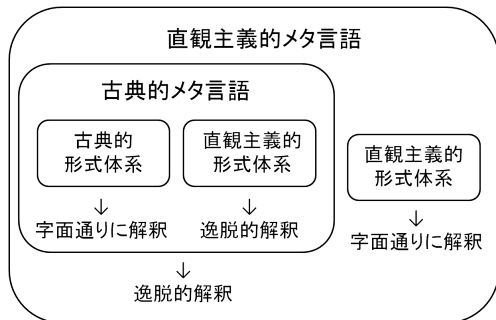 直観主義的メタ言語
古典的メタ言語
古典的
形式体系
↓
字面通りに解釈
直観主義的
形式体系
↓
逸脱的解釈
直観主義的
形式体系
↓
字面通りに解釈
↓
逸脱的解釈